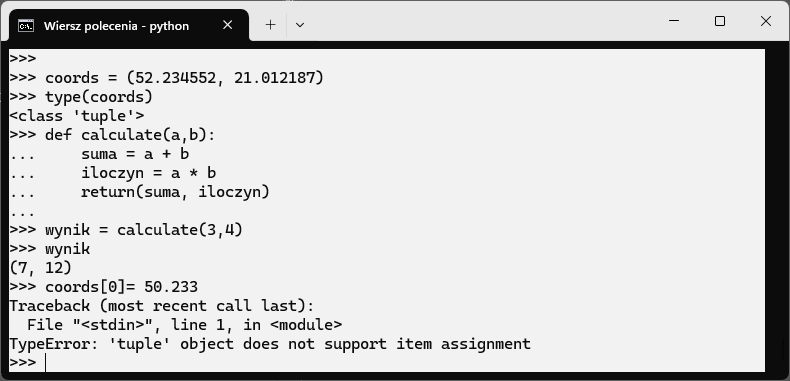 Wiersz polecenia - python
>>>
>>> coords = (52.234552, 21.012187)
>>> type(coords)
<class 'tuple'>
>>> def calculate(a,b):
...     suma = a + b
...     iloczyn = a * b
...     return(suma, iloczyn)
...
>>> wynik = calculate(3,4)
>>> wynik
(7, 12)
>>> coords[0]= 50.233
Traceback (most recent call last):
  File "<stdin>", line 1, in <module>
TypeError: 'tuple' object does not support item assignment
>>>